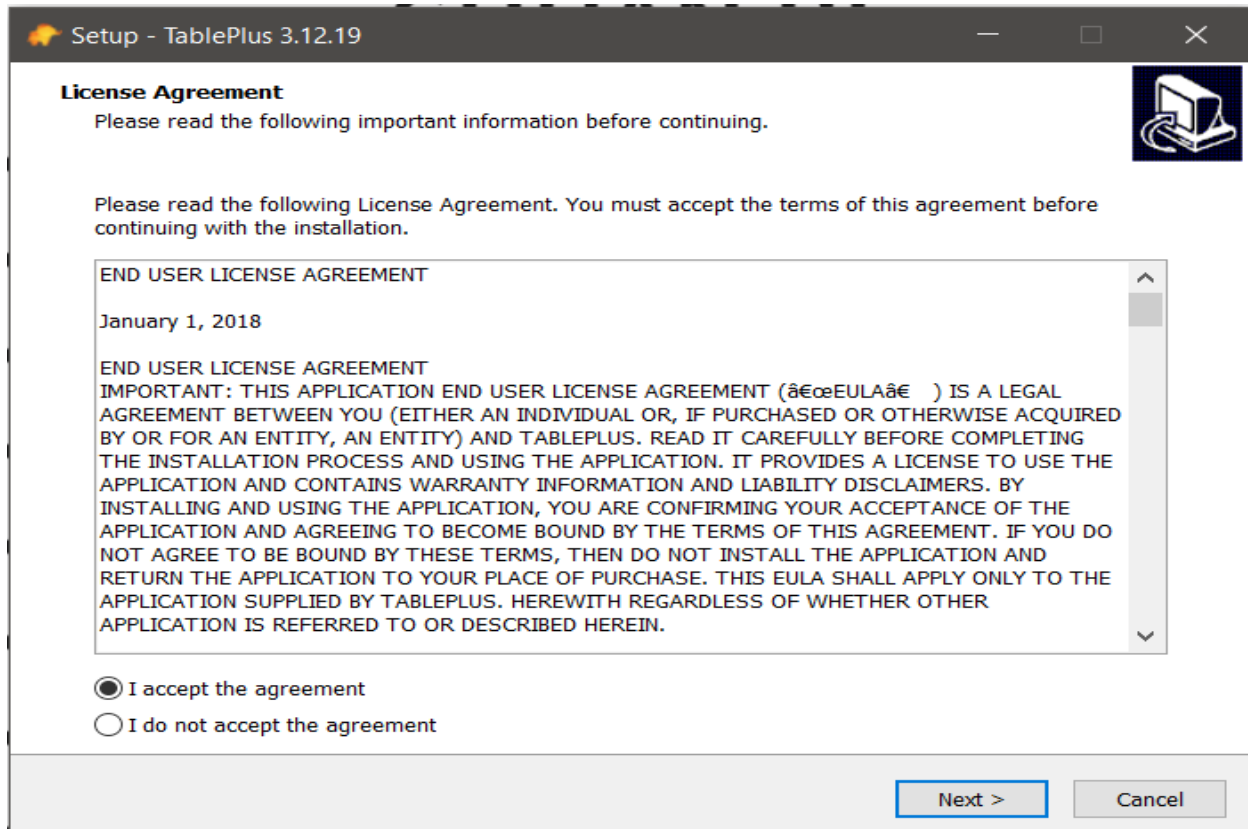 Setup - TablePlus 3.12.19
License Agreement
Please read the following important information before continuing.
Please read the following License Agreement. You must accept the terms of this agreement before
continuing with the installation.
END USER LICENSE AGREEMENT
January 1, 2018
END USER LICENSE AGREEMENT
IMPORTANT: THIS APPLICATION END USER LICENSE AGREEMENT (â€œEULAâ€  ) IS A LEGAL
AGREEMENT BETWEEN YOU (EITHER AN INDIVIDUAL OR, IF PURCHASED OR OTHERWISE ACQUIRED
BY OR FOR AN ENTITY, AN ENTITY) AND TABLEPLUS. READ IT CAREFULLY BEFORE COMPLETING
THE INSTALLATION PROCESS AND USING THE APPLICATION. IT PROVIDES A LICENSE TO USE THE
APPLICATION AND CONTAINS WARRANTY INFORMATION AND LIABILITY DISCLAIMERS. BY
INSTALLING AND USING THE APPLICATION, YOU ARE CONFIRMING YOUR ACCEPTANCE OF THE
APPLICATION AND AGREEING TO BECOME BOUND BY THE TERMS OF THIS AGREEMENT. IF YOU DO
NOT AGREE TO BE BOUND BY THESE TERMS, THEN DO NOT INSTALL THE APPLICATION AND
RETURN THE APPLICATION TO YOUR PLACE OF PURCHASE. THIS EULA SHALL APPLY ONLY TO THE
APPLICATION SUPPLIED BY TABLEPLUS. HEREWITH REGARDLESS OF WHETHER OTHER
APPLICATION IS REFERRED TO OR DESCRIBED HEREIN.
I accept the agreement
I do not accept the agreement
Next >
Cancel